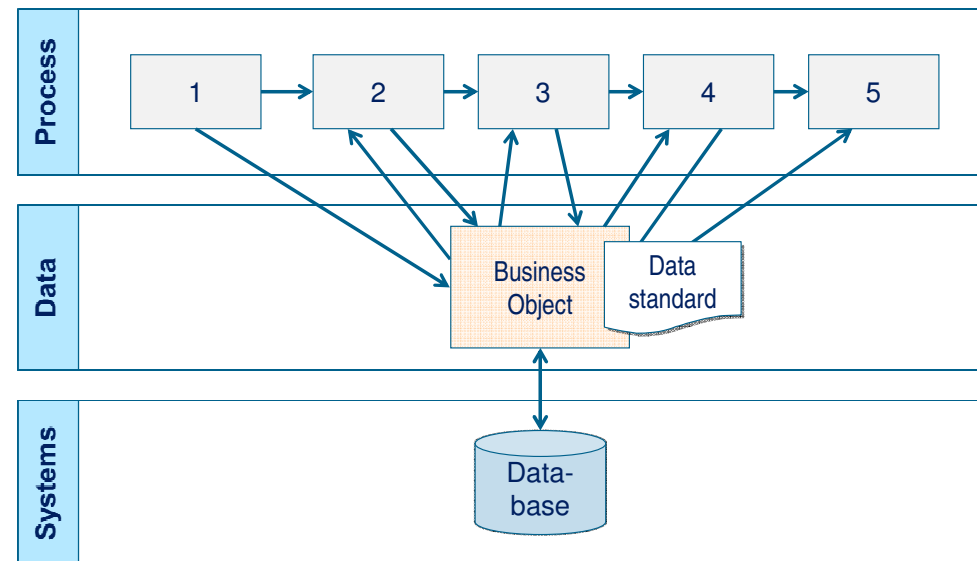 Process
1
2
3
4
5
Data
Business
Object
Data
standard
Systems
Data-
base